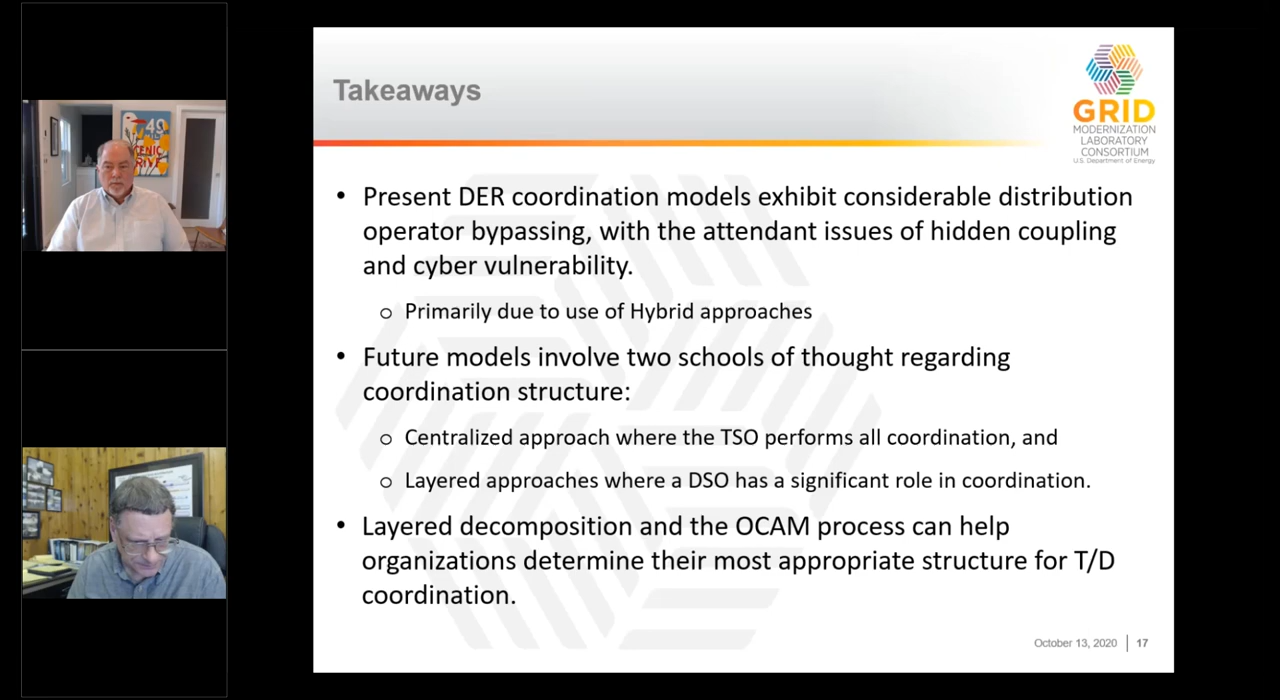 49
Takeaways
GRID
MODERNIZATION
LABORATORY
CONSORTIUM
U.S. Department of Energy
• Present DER coordination models exhibit considerable distribution
operator bypassing, with the attendant issues of hidden coupling
and cyber vulnerability.
o Primarily due to use of Hybrid approaches
• Future models involve two schools of thought regarding
coordination structure:
o Centralized approach where the TSO performs all coordination, and
o Layered approaches where a DSO has a significant role in coordination.
• Layered decomposition and the OCAM process can help
organizations determine their most appropriate structure for T/D
coordination.
October 13, 2020 | 17